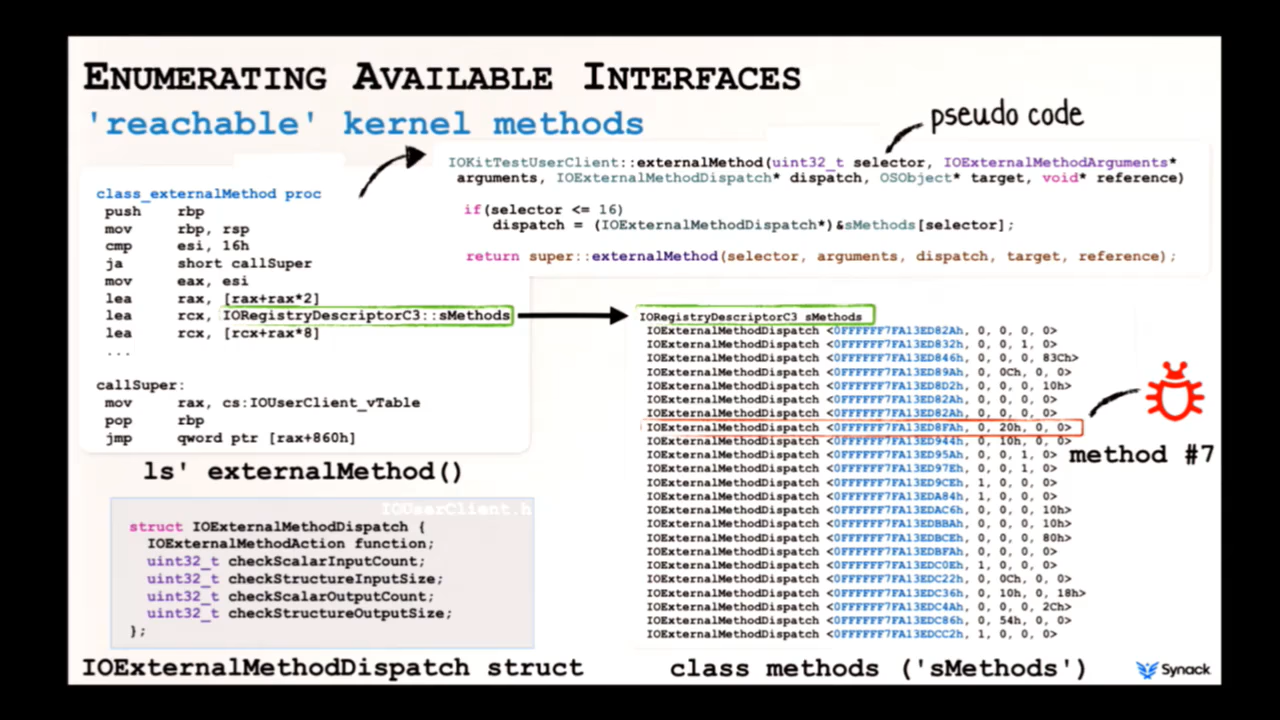 ENUMERATING AVAILABLE INTERFACES
'reachable' kernel methods
pseudo code
IOKitTestUserClient::externalMethod(uint32_t selector, IOExternalMethodArguments*
arguments, IOExternalMethodDispatch* dispatch, OSObject* target, void* reference)
if(selector <= 16)
dispatch = (IOExternalMethodDispatch*)&sMethods[selector];
return super::externalMethod(selector, arguments, dispatch, target, reference);
class_externalMethod proc
push rbp
mov rbp, rsp
cmp esi, 16h
ja short callSuper
mov eax, esi
lea rax, [rax+rax*2]
lea rcx, IORegistryDescriptorC3::sMethods
lea rcx, [rcx+rax*8]
...
callSuper:
mov rax, cs:IOUserClient_vTable
pop rbp
jmp qword ptr [rax+860h]
ls' externalMethod()
IOUserClient.h
struct IOExternalMethodDispatch {
IOExternalMethodAction function;
uint32_t checkScalarInputCount;
uint32_t checkStructureInputSize;
uint32_t checkScalarOutputCount;
uint32_t checkStructureOutputSize;
};
IOExternalMethodDispatch struct
IORegistryDescriptorC3 sMethods
IOExternalMethodDispatch <0FFFFFF7FA13ED82Ah, 0, 0, 0, 0>
IOExternalMethodDispatch <0FFFFFF7FA13ED832h, 0, 0, 1, 0>
IOExternalMethodDispatch <0FFFFFF7FA13ED846h, 0, 0, 0, 83Ch>
IOExternalMethodDispatch <0FFFFFF7FA13ED89Ah, 0, 0Ch, 0, 0>
IOExternalMethodDispatch <0FFFFFF7FA13ED8D2h, 0, 0, 0, 10h>
IOExternalMethodDispatch <0FFFFFF7FA13ED82Ah, 0, 0, 0, 0>
IOExternalMethodDispatch <0FFFFFF7FA13ED82Ah, 0, 0, 0, 0>
IOExternalMethodDispatch <0FFFFFF7FA13ED8FAh, 0, 20h, 0, 0>
IOExternalMethodDispatch <0FFFFFF7FA13ED944h, 0, 10h, 0, 0>
IOExternalMethodDispatch <0FFFFFF7FA13ED95Ah, 0, 0, 1, 0>
IOExternalMethodDispatch <0FFFFFF7FA13ED97Eh, 0, 0, 1, 0>
IOExternalMethodDispatch <0FFFFFF7FA13ED9CEh, 1, 0, 0, 0>
IOExternalMethodDispatch <0FFFFFF7FA13EDA84h, 1, 0, 0, 0>
IOExternalMethodDispatch <0FFFFFF7FA13EDAC6h, 0, 0, 0, 10h>
IOExternalMethodDispatch <0FFFFFF7FA13EDBBAh, 0, 0, 0, 10h>
IOExternalMethodDispatch <0FFFFFF7FA13EDBCEh, 0, 0, 0, 80h>
IOExternalMethodDispatch <0FFFFFF7FA13EDBFAh, 0, 0, 0, 0>
IOExternalMethodDispatch <0FFFFFF7FA13EDC0Eh, 1, 0, 0, 0>
IOExternalMethodDispatch <0FFFFFF7FA13EDC22h, 0, 0Ch, 0, 0>
IOExternalMethodDispatch <0FFFFFF7FA13EDC36h, 0, 10h, 0, 18h>
IOExternalMethodDispatch <0FFFFFF7FA13EDC4Ah, 0, 0, 0, 2Ch>
IOExternalMethodDispatch <0FFFFFF7FA13EDC86h, 0, 54h, 0, 0>
IOExternalMethodDispatch <0FFFFFF7FA13EDCC2h, 1, 0, 0, 0>
method #7
class methods ('sMethods')
Synack